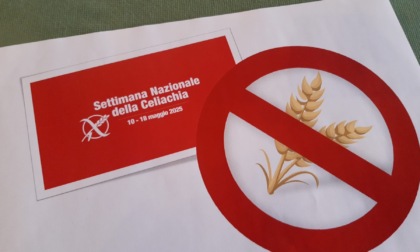 Settimana Nazionale
della Celiachia
10 - 18 maggio 2025